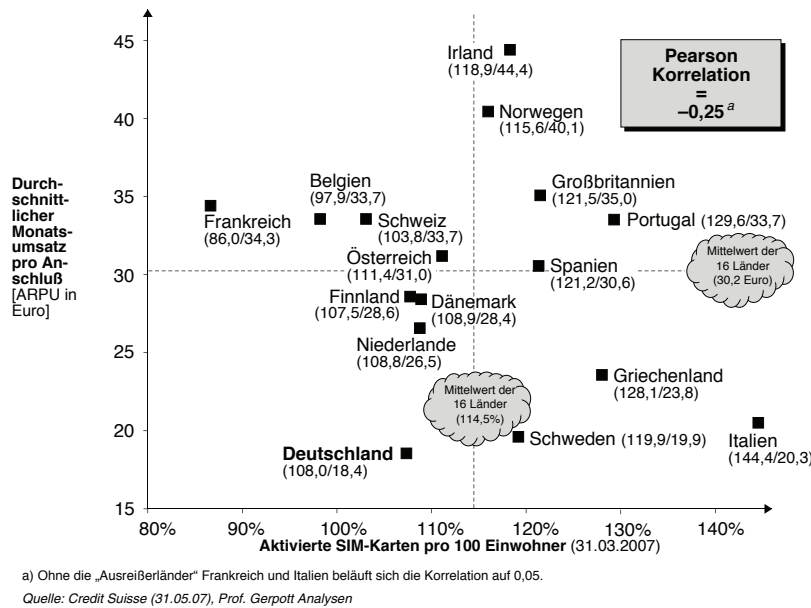 45
40
35
30
25
20
15
Durch-
schnitt-
licher
Monats-
umsatz
pro An-
schluß
[ARPU in
Euro]
Irland
(118,9/44,4)
Pearson
Korrelation
=
–0,25 a
Norwegen
(115,6/40,1)
Belgien
(97,9/33,7)
Großbritannien
(121,5/35,0)
Frankreich
(86,0/34,3)
Schweiz
(103,8/33,7)
Portugal (129,6/33,7)
Österreich
(111,4/31,0)
Spanien
(121,2/30,6)
Mittelwert der
16 Länder
(30,2 Euro)
Finnland
(107,5/28,6)
Dänemark
(108,9/28,4)
Niederlande
(108,8/26,5)
Mittelwert der
16 Länder
(114,5%)
Griechenland
(128,1/23,8)
Deutschland
(108,0/18,4)
Schweden (119,9/19,9)
Italien
(144,4/20,3)
80% 90% 100% 110% 120% 130% 140%
Aktivierte SIM-Karten pro 100 Einwohner (31.03.2007)
a) Ohne die „Ausreißerländer“ Frankreich und Italien beläuft sich die Korrelation auf 0,05.
Quelle: Credit Suisse (31.05.07), Prof. Gerpott Analysen